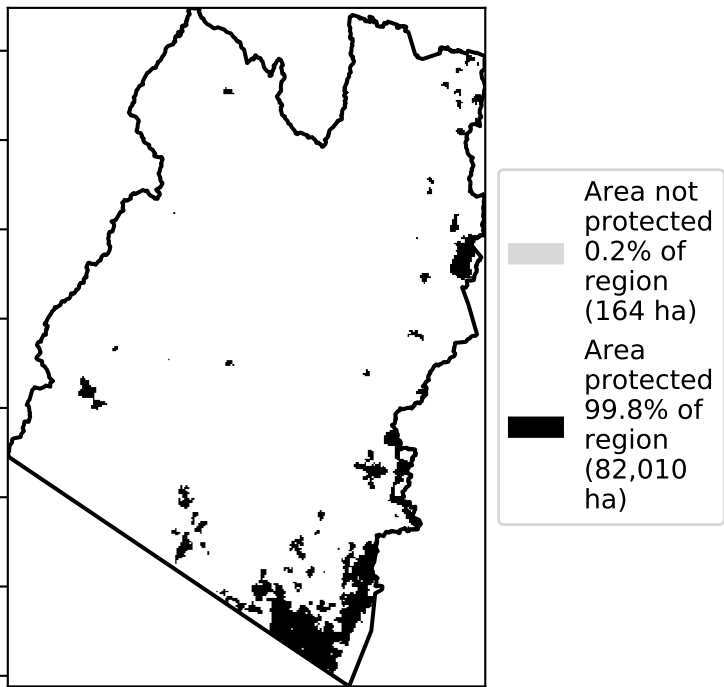 Area not
protected
0.2% of
region
(164 ha)
Area
protected
99.8% of
region
(82,010
ha)